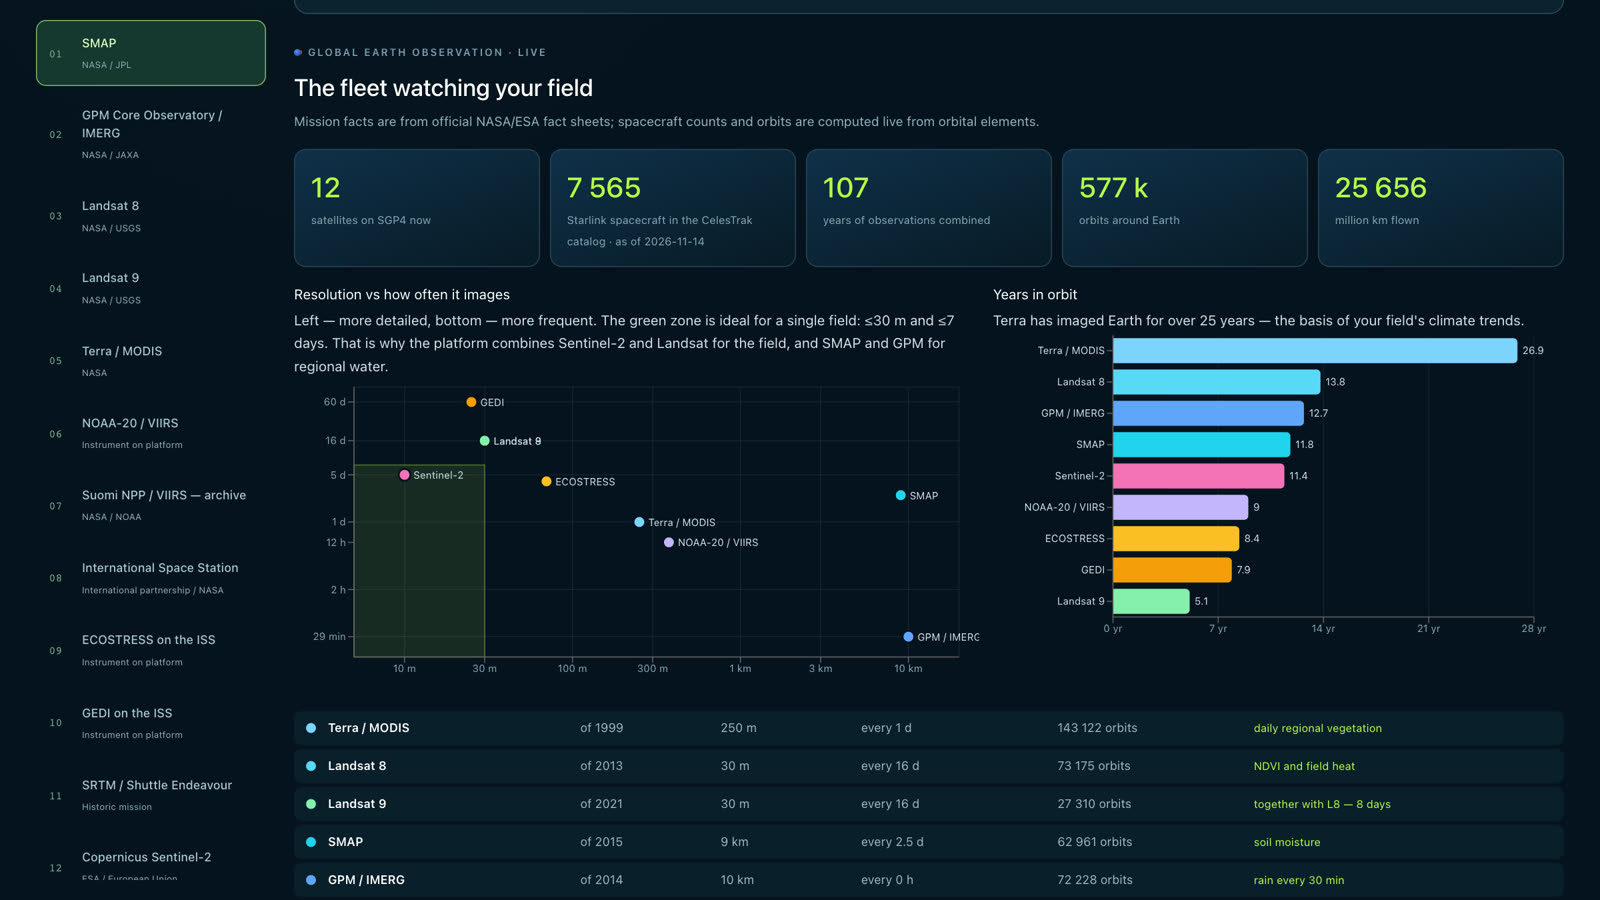 01
SMAP
NASA / JPL
02
GPM Core Observatory /
IMERG
NASA / JAXA
03
Landsat 8
NASA / USGS
04
Landsat 9
NASA / USGS
05
Terra / MODIS
NASA
06
NOAA-20 / VIIRS
Instrument on platform
07
Suomi NPP / VIIRS — archive
NASA / NOAA
08
International Space Station
International partnership / NASA
09
ECOSTRESS on the ISS
Instrument on platform
10
GEDI on the ISS
Instrument on platform
11
SRTM / Shuttle Endeavour
Historic mission
12
Copernicus Sentinel-2
ESA / European Union
GLOBAL EARTH OBSERVATION · LIVE
The fleet watching your field
Mission facts are from official NASA/ESA fact sheets; spacecraft counts and orbits are computed live from orbital elements.
12
satellites on SGP4 now
7 565
Starlink spacecraft in the CelesTrak
catalog · as of 2026-11-14
107
years of observations combined
577 k
orbits around Earth
25 656
million km flown
Resolution vs how often it images
Left — more detailed, bottom — more frequent. The green zone is ideal for a single field: ≤30 m and ≤7
days. That is why the platform combines Sentinel-2 and Landsat for the field, and SMAP and GPM for
regional water.
60 d
16 d
5 d
1 d
12 h
2 h
29 min
GEDI
Landsat 8
Sentinel-2
ECOSTRESS
SMAP
Terra / MODIS
NOAA-20 / VIIRS
GPM / IMERG
10 m
30 m
100 m
300 m
1 km
3 km
10 km
Years in orbit
Terra has imaged Earth for over 25 years — the basis of your field's climate trends.
Terra / MODIS 26.9
Landsat 8 13.8
GPM / IMERG 12.7
SMAP 11.8
Sentinel-2 11.4
NOAA-20 / VIIRS 9
ECOSTRESS 8.4
GEDI 7.9
Landsat 9 5.1
0 yr
7 yr
14 yr
21 yr
28 yr
Terra / MODIS of 1999 250 m every 1 d 143 122 orbits daily regional vegetation
Landsat 8 of 2013 30 m every 16 d 73 175 orbits NDVI and field heat
Landsat 9 of 2021 30 m every 16 d 27 310 orbits together with L8 — 8 days
SMAP of 2015 9 km every 2.5 d 62 961 orbits soil moisture
GPM / IMERG of 2014 10 km every 0 h 72 228 orbits rain every 30 min